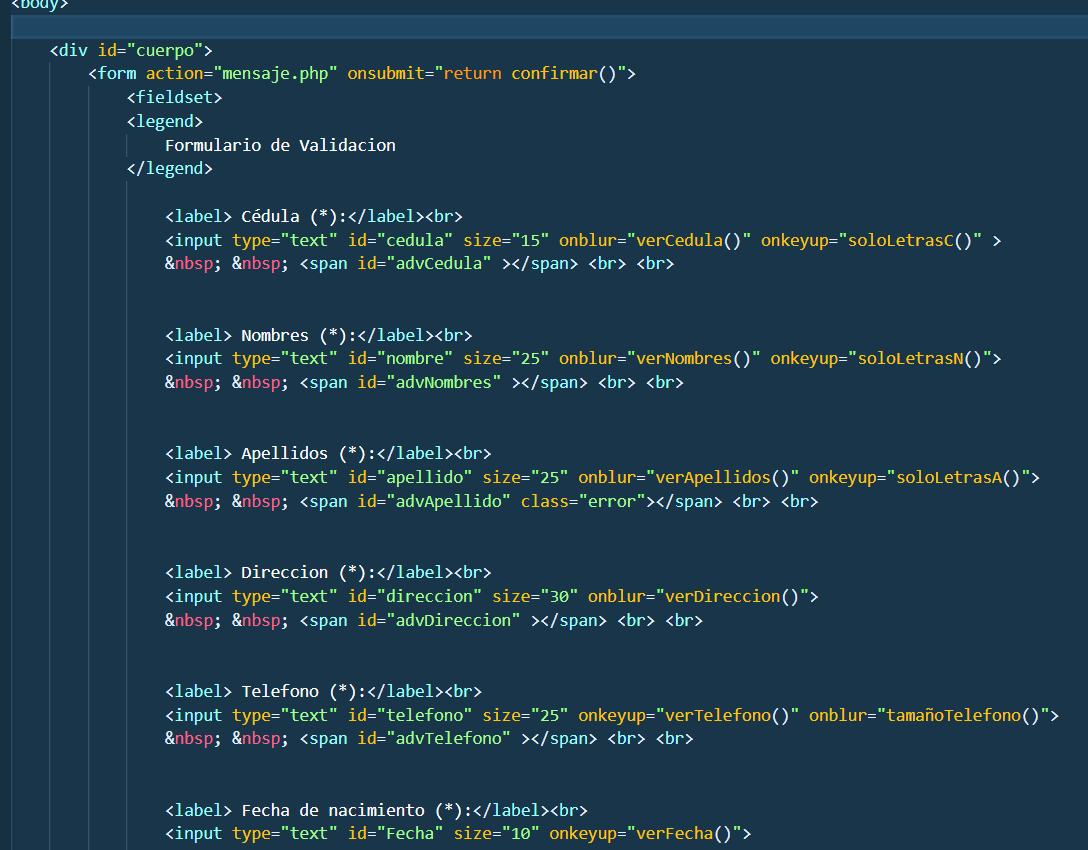 <body>
<div id="cuerpo">
<form action="mensaje.php" onsubmit="return confirmar()">
<fieldset>
<legend>
Formulario de Validacion
</legend>
<label> Cédula (*):</label><br>
<input type="text" id="cedula" size="15" onblur="verCedula()" onkeyup="soloLetrasC()" >
&nbsp; &nbsp; <span id="advCedula" ></span> <br> <br>
<label> Nombres (*):</label><br>
<input type="text" id="nombre" size="25" onblur="verNombres()" onkeyup="soloLetrasN()">
&nbsp; &nbsp; <span id="advNombres" ></span> <br> <br>
<label> Apellidos (*):</label><br>
<input type="text" id="apellido" size="25" onblur="verApellidos()" onkeyup="soloLetrasA()">
&nbsp; &nbsp; <span id="advApellido" class="error"></span> <br> <br>
<label> Direccion (*):</label><br>
<input type="text" id="direccion" size="30" onblur="verDireccion()">
&nbsp; &nbsp; <span id="advDireccion" ></span> <br> <br>
<label> Telefono (*):</label><br>
<input type="text" id="telefono" size="25" onkeyup="verTelefono()" onblur="tamañoTelefono()">
&nbsp; &nbsp; <span id="advTelefono" ></span> <br> <br>
<label> Fecha de nacimiento (*):</label><br>
<input type="text" id="Fecha" size="10" onkeyup="verFecha()">